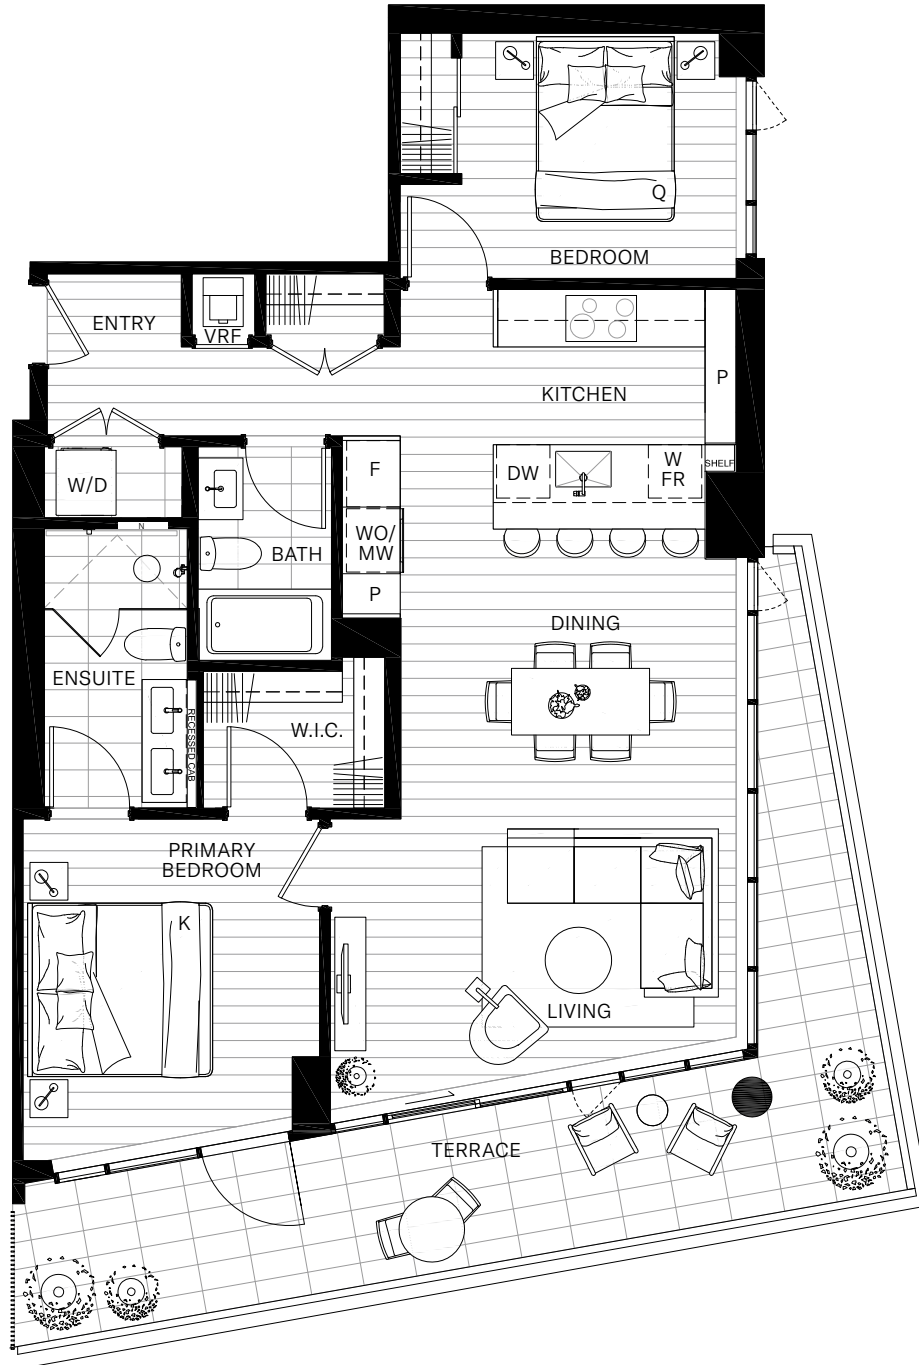 Q
BEDROOM
ENTRY
VRF
KITCHEN
P
W/D
F
DW
W
FR
SHELF
WO/
MW
N
BATH
P
DINING
ENSUITE
RECESSED CAB
W.I.C.
PRIMARY
BEDROOM
K
LIVING
TERRACE